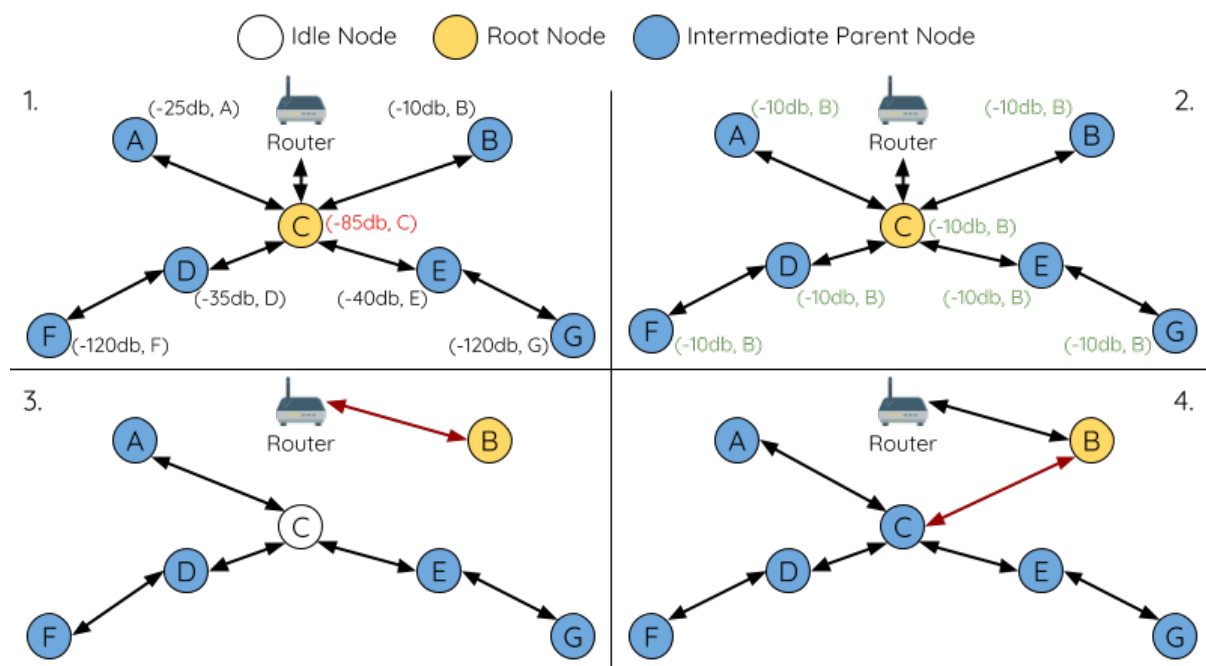 Idle Node
Root Node
Intermediate Parent Node
1.
(-25db, A)
(-10db, B)
A
B
Router
C
(-85db, C)
D
E
(-35db, D)
(-40db, E)
F
(-120db, F)
(-120db, G)
G
2.
(-10db, B)
(-10db, B)
A
B
Router
C
(-10db, B)
D
E
(-10db, B)
(-10db, B)
F
(-10db, B)
(-10db, B)
G
3.
A
Router
B
C
D
E
F
G
4.
A
Router
B
C
D
E
F
G